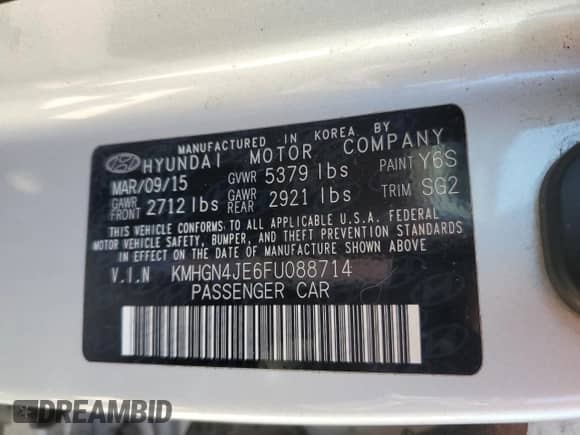 MANUFACTURED IN KOREA BY
HYUNDAI MOTOR COMPANY
MAR/09/15 GVWR 5379 lbs PAINT Y6S
GAWR FRONT 2712 lbs GAWR REAR 2921 lbs TRIM SG2
THIS VEHICLE CONFORMS TO ALL APPLICABLE U.S.A. FEDERAL
MOTOR VEHICLE SAFETY, BUMPER, AND THEFT PREVENTION STANDARDS
IN EFFECT ON THE DATE OF MANUFACTURE SHOWN ABOVE.
V.I.N KMHGN4JE6FU088714
PASSENGER CAR
DREAMBID